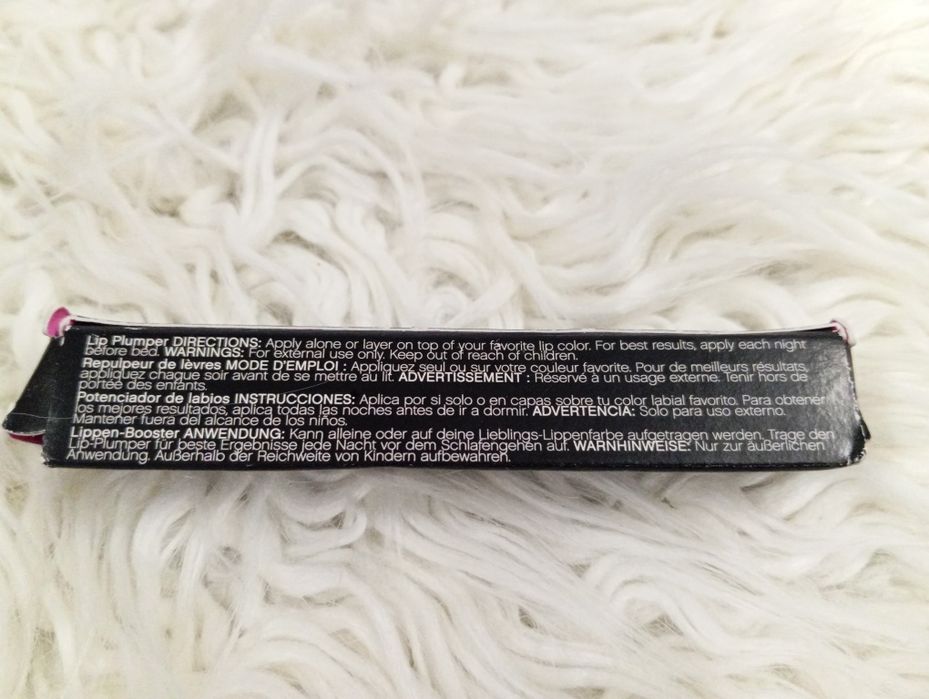 Lip Plumper DIRECTIONS: Apply alone or layer on top of your favorite lip color. For best results, apply each night
before bed. WARNINGS: For external use only. Keep out of reach of children.
Repulpeur de lèvres MODE D'EMPLOI : Appliquez seul ou sur votre couleur favorite. Pour de meilleurs résultats,
appliquez chaque soir avant de se mettre au lit. ADVERTISSEMENT : Réservé à un usage externe. Tenir hors de
portée des enfants.
Potenciador de labios INSTRUCCIONES: Aplica por si solo o en capas sobre tu color labial favorito. Para obtener
los mejores resultados, aplica todas las noches antes de ir a dormir. ADVERTENCIA: Solo para uso externo.
Mantener fuera del alcance de los niños.
Lippen-Booster ANWENDUNG: Kann alleine oder auf deine Lieblings-Lippenfarbe aufgetragen werden. Trage den
Lip-Plumper für beste Ergebnisse jede Nacht vor dem Schlafengehen auf. WARNHINWEISE: Nur zur äußerlichen
Anwendung. Außerhalb der Reichweite von Kindern aufbewahren.